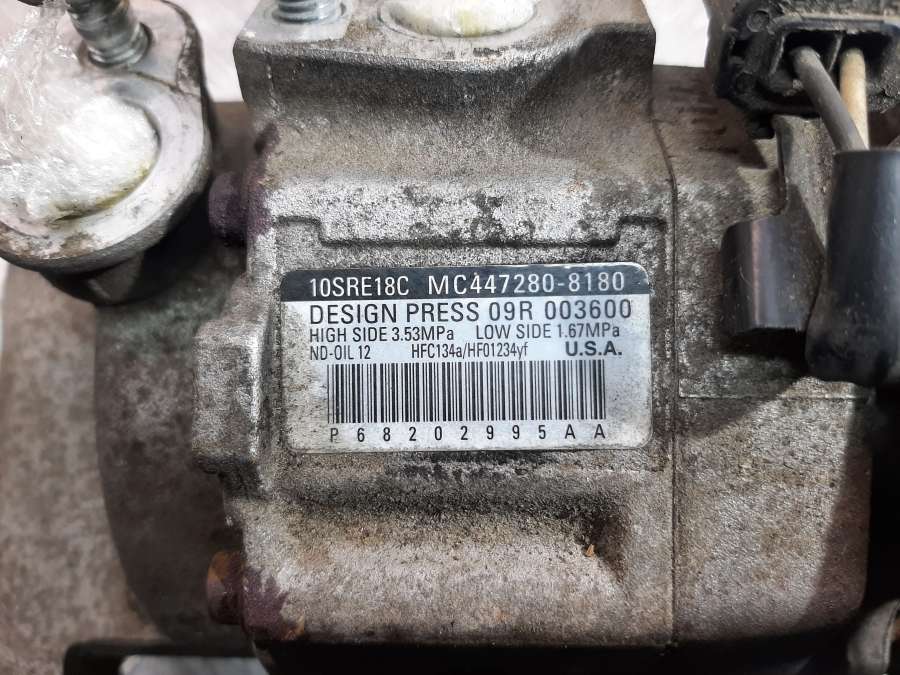 10SRE18C MC447280-8180
DESIGN PRESS 09R 003600
HIGH SIDE 3.53MPa LOW SIDE 1.67MPa
ND-OIL 12 HFC134a/HFO1234yf U.S.A.
P68202995AA